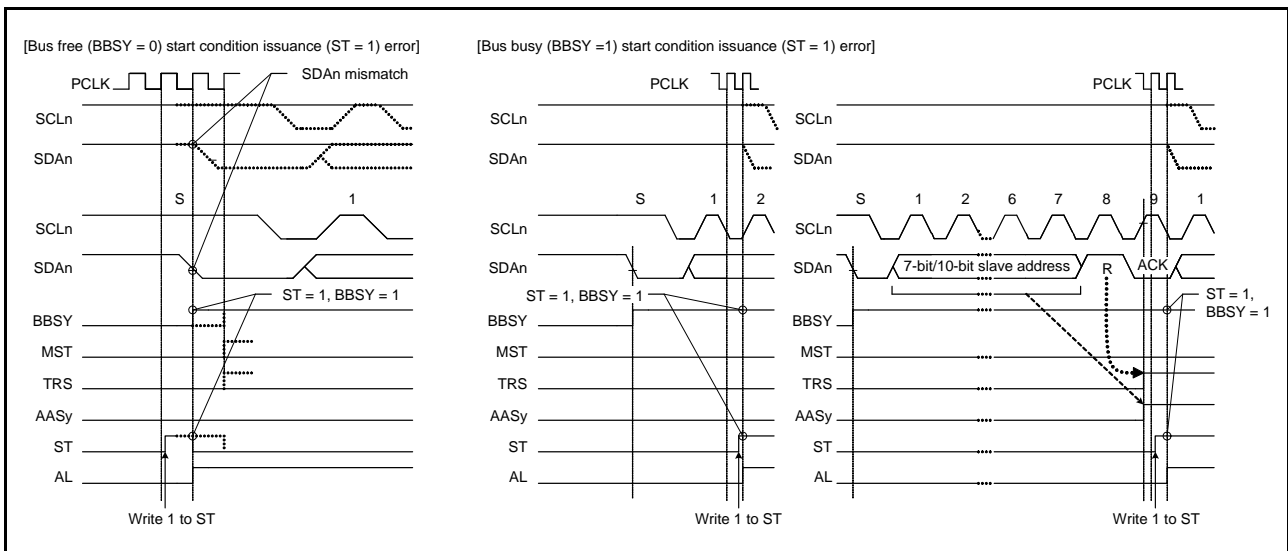 [Bus free (BBSY = 0) start condition issuance (ST = 1) error]
PCLK
SDAn mismatch
SCLn
SDAn
S 1
SCLn
SDAn
ST = 1, BBSY = 1
BBSY
MST
TRS
AASy
ST
AL
Write 1 to ST
[Bus busy (BBSY =1) start condition issuance (ST = 1) error]
PCLK
SCLn
SDAn
S 1 2
SCLn
SDAn
ST = 1, BBSY = 1
BBSY
MST
TRS
AASy
ST
AL
Write 1 to ST
PCLK
SCLn
SDAn
S 1 2 6 7 8 9 1
SCLn
SDAn
7-bit/10-bit slave address
R
ACK
ST = 1,
BBSY = 1
BBSY
MST
TRS
AASy
ST
AL
Write 1 to ST